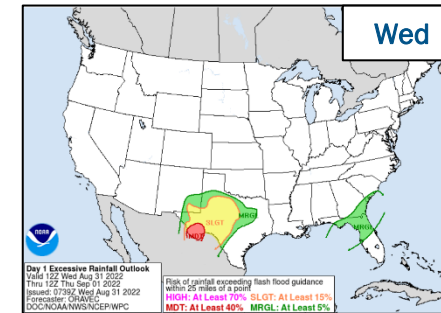 Wed
MRGL
SLGT
MDT
MRGL
NOAA
Day 1 Excessive Rainfall Outlook
Valid 12Z Wed Aug 31 2022
Thru 12Z Thu Sep 01 2022
Issued: 0739Z Wed Aug 31 2022
Forecaster: ORAVEC
DOC/NOAA/NWS/NCEP/WPC
Risk of rainfall exceeding flash flood guidance
within 25 miles of a point
HIGH: At Least 70% SLGT: At Least 15%
MDT: At Least 40% MRGL: At Least 5%